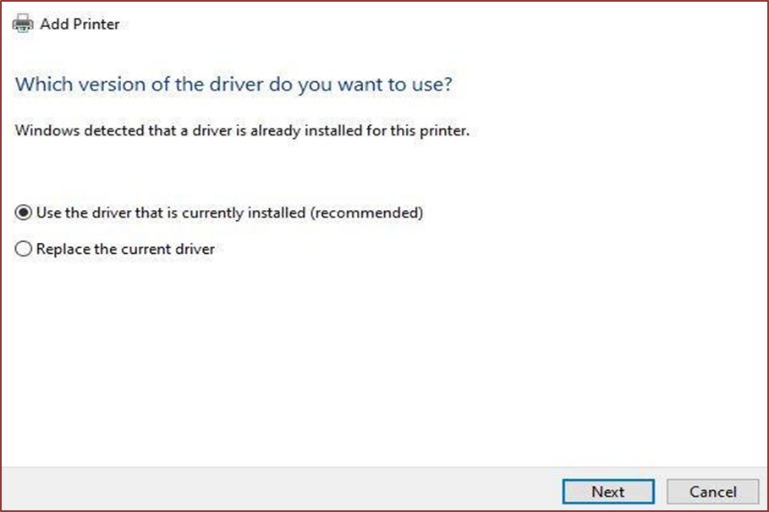 Add Printer
Which version of the driver do you want to use?
Windows detected that a driver is already installed for this printer.
Use the driver that is currently installed (recommended)
Replace the current driver
Next
Cancel